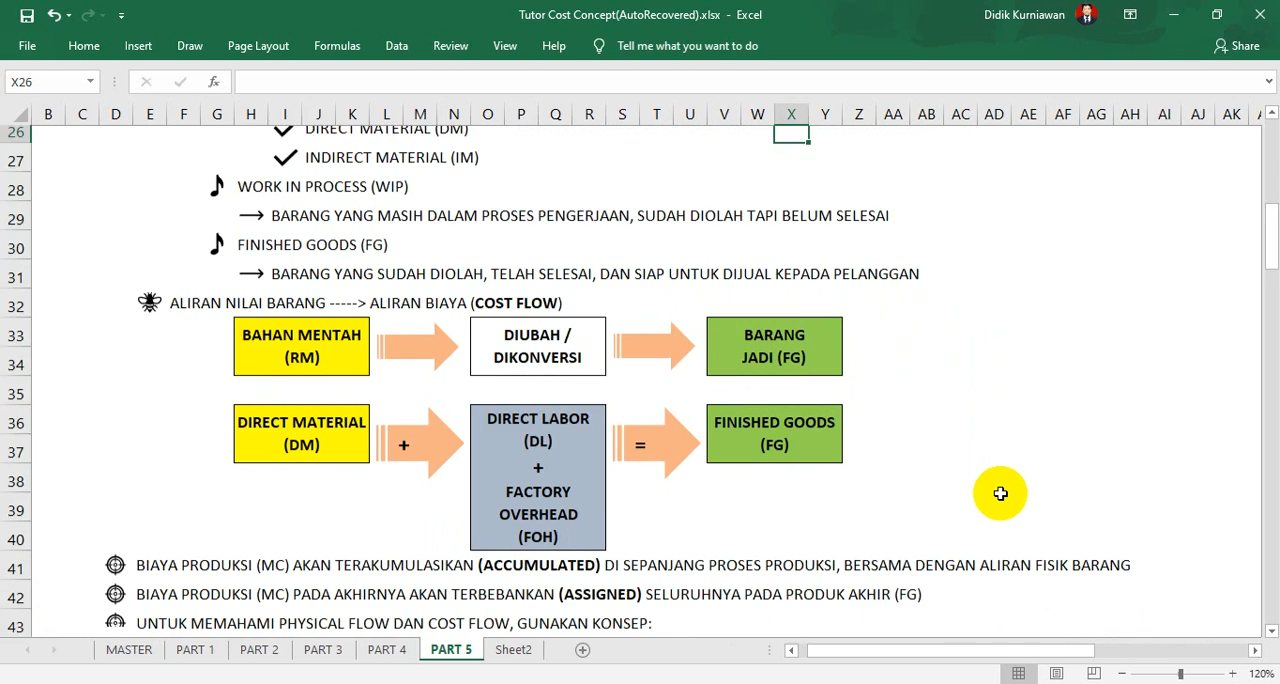 Tutor Cost Concept(AutoRecovered).xlsx - Excel
Didik Kurniawan
File Home Insert Draw Page Layout Formulas Data Review View Help Tell me what you want to do Share
X26 fx
B C D E F G H I J K L M N O P Q R S T U V W X Y Z AA AB AC AD AE AF AG AH AI AJ AK
26 DIRECT MATERIAL (DM)
27 INDIRECT MATERIAL (IM)
28 WORK IN PROCESS (WIP)
29 BARANG YANG MASIH DALAM PROSES PENGERJAAN, SUDAH DIOLAH TAPI BELUM SELESAI
30 FINISHED GOODS (FG)
31 BARANG YANG SUDAH DIOLAH, TELAH SELESAI, DAN SIAP UNTUK DIJUAL KEPADA PELANGGAN
32 ALIRAN NILAI BARANG -----> ALIRAN BIAYA (COST FLOW)
33 BAHAN MENTAH DIUBAH / BARANG
34 (RM) DIKONVERSI JADI (FG)
35
36 DIRECT MATERIAL DIRECT LABOR FINISHED GOODS
37 (DM) + (DL) = (FG)
38 +
39 FACTORY
OVERHEAD
40 (FOH)
41 BIAYA PRODUKSI (MC) AKAN TERAKUMULASIKAN (ACCUMULATED) DI SEPANJANG PROSES PRODUKSI, BERSAMA DENGAN ALIRAN FISIK BARANG
42 BIAYA PRODUKSI (MC) PADA AKHIRNYA AKAN TERBEBANKAN (ASSIGNED) SELURUHNYA PADA PRODUK AKHIR (FG)
43 UNTUK MEMAHAMI PHYSICAL FLOW DAN COST FLOW, GUNAKAN KONSEP:
MASTER PART 1 PART 2 PART 3 PART 4 PART 5 Sheet2
120%